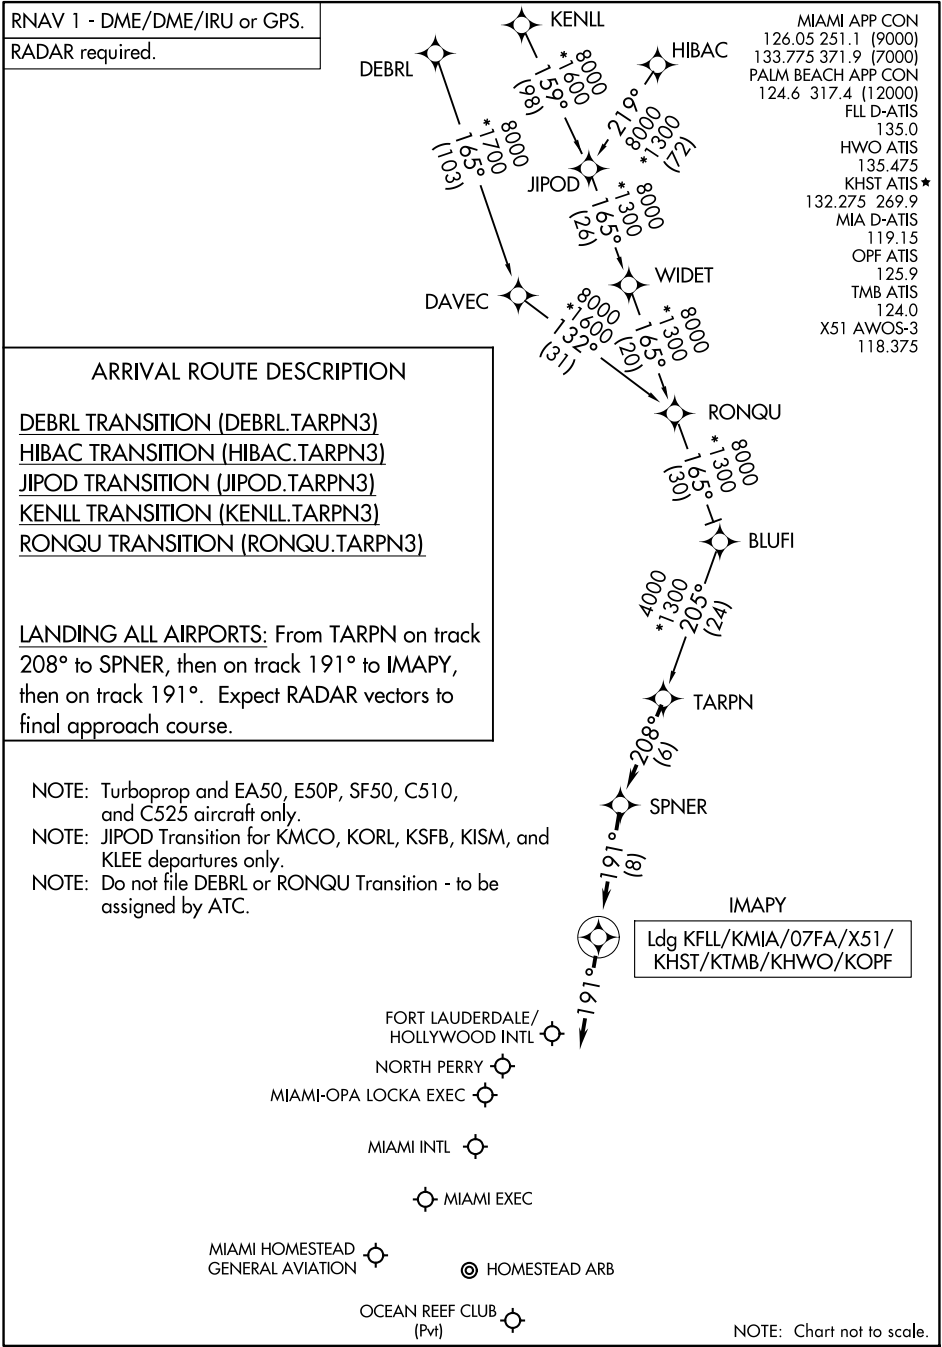 RNAV 1 - DME/DME/IRU or GPS.
RADAR required.
KENLL
DEBRL
HIBAC
MIAMI APP CON
126.05 251.1 (9000)
133.775 371.9 (7000)
PALM BEACH APP CON
124.6 317.4 (12000)
FLL D-ATIS
135.0
HWO ATIS
135.475
KHST ATIS ★
132.275 269.9
MIA D-ATIS
119.15
OPF ATIS
125.9
TMB ATIS
124.0
X51 AWOS-3
118.375
8000
*1700
165°
(103)
8000
*1600
159°
(98)
219°
8000
*1300
(72)
JIPOD
8000
*1300
165°
(26)
WIDET
DAVEC
8000
*1600
132°
(31)
8000
*1300
165°
(20)
RONQU
8000
*1300
165°
(30)
BLUFI
4000
*1300
205°
(24)
TARPN
208°
(6)
SPNER
191°
(8)
IMAPY
Ldg KFLL/KMIA/07FA/X51/
KHST/KTMB/KHWO/KOPF
191°
ARRIVAL ROUTE DESCRIPTION
DEBRL TRANSITION (DEBRL.TARPN3)
HIBAC TRANSITION (HIBAC.TARPN3)
JIPOD TRANSITION (JIPOD.TARPN3)
KENLL TRANSITION (KENLL.TARPN3)
RONQU TRANSITION (RONQU.TARPN3)
LANDING ALL AIRPORTS: From TARPN on track
208° to SPNER, then on track 191° to IMAPY,
then on track 191°. Expect RADAR vectors to
final approach course.
NOTE: Turboprop and EA50, E50P, SF50, C510,
and C525 aircraft only.
NOTE: JIPOD Transition for KMCO, KORL, KSFB, KISM, and
KLEE departures only.
NOTE: Do not file DEBRL or RONQU Transition - to be
assigned by ATC.
FORT LAUDERDALE/
HOLLYWOOD INTL
NORTH PERRY
MIAMI-OPA LOCKA EXEC
MIAMI INTL
MIAMI EXEC
MIAMI HOMESTEAD
GENERAL AVIATION
HOMESTEAD ARB
OCEAN REEF CLUB
(Pvt)
NOTE: Chart not to scale.